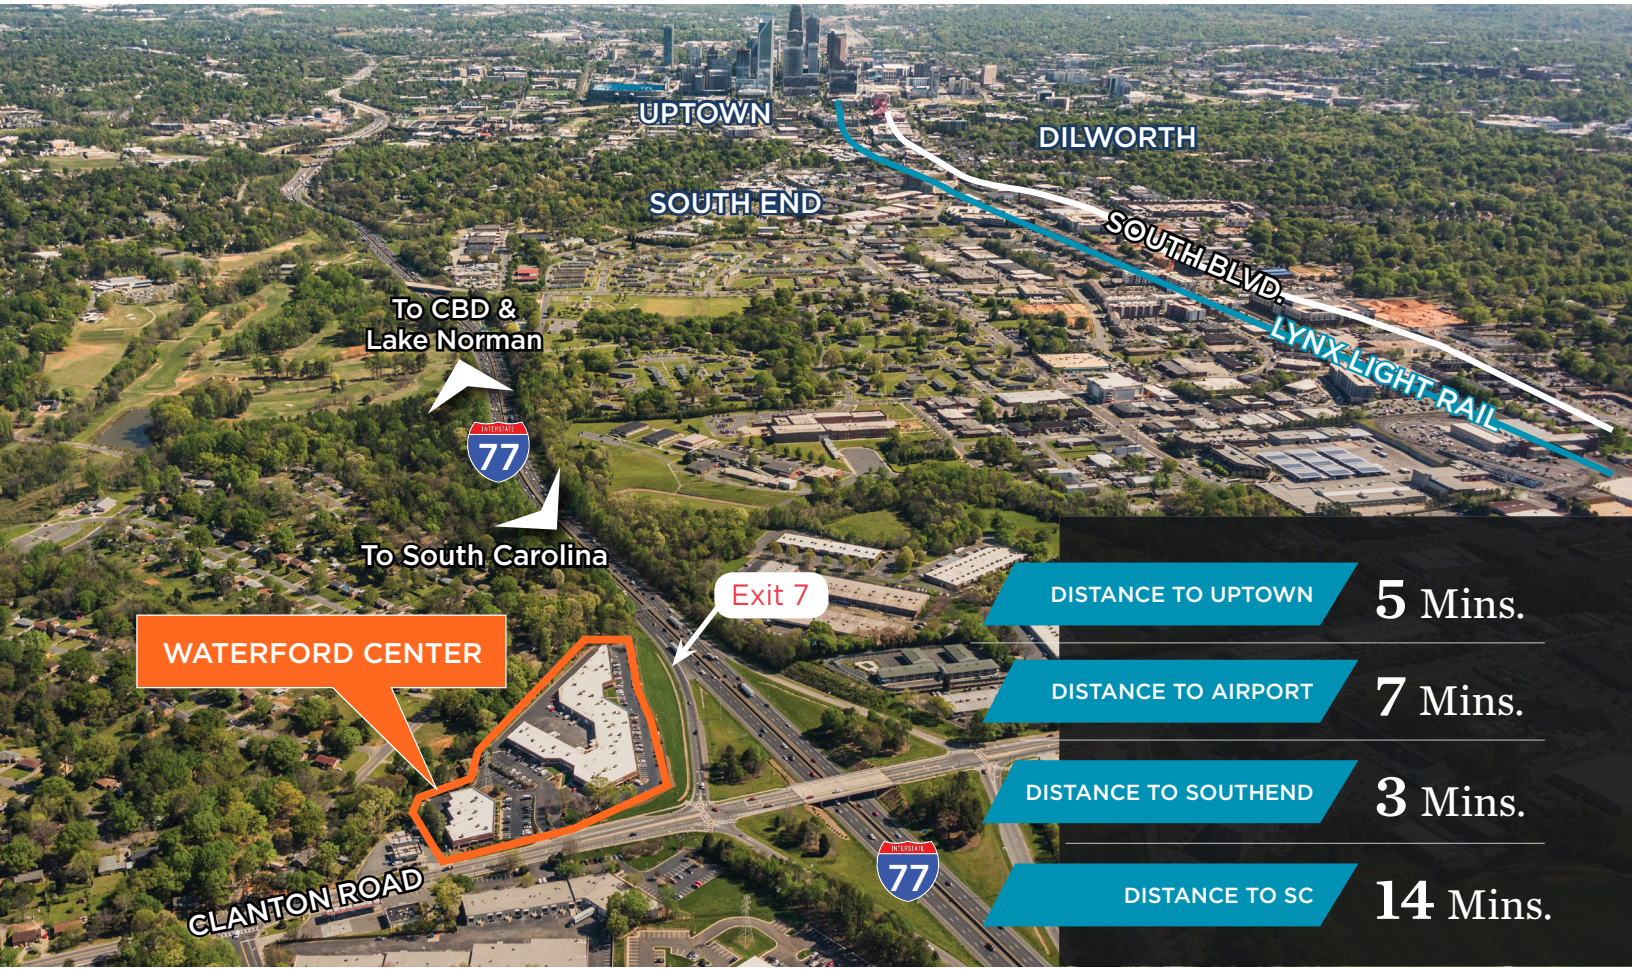 UPTOWN
DILWORTH
SOUTH END
SOUTH BLVD.
LYNX LIGHT RAIL
To CBD &
Lake Norman
INTERSTATE
77
To South Carolina
Exit 7
WATERFORD CENTER
DISTANCE TO UPTOWN 5 Mins.
DISTANCE TO AIRPORT 7 Mins.
DISTANCE TO SOUTHEND 3 Mins.
DISTANCE TO SC 14 Mins.
INTERSTATE
77
CLANTON ROAD